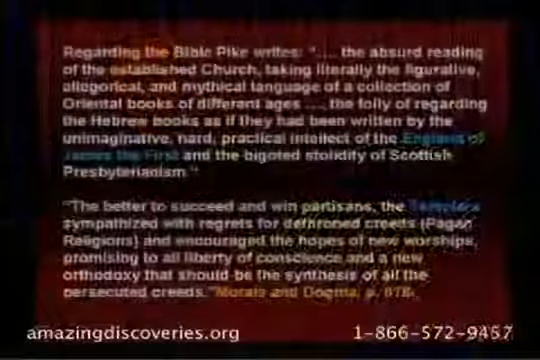 Regarding the Bible Pike writes: ".... the absurd reading
of the established Church, taking literally the figurative,
allegorical, and mythical language of a collection of
Oriental books of different ages ...., the folly of regarding
the Hebrew books as if they had been written by the
unimaginative, hard, practical intellect of the England of
James the First and the bigoted stolidity of Scottish
Presbyterianism."
"The better to succeed and win partisans, the Templars
sympathized with regrets for dethroned creeds (Pagan
Religions) and encouraged the hopes of new worships,
promising to all liberty of conscience and a new
orthodoxy that should be the synthesis of all the
persecuted creeds." Morals and Dogma, p.
amazingdiscoveries.org
1-866-572-9457